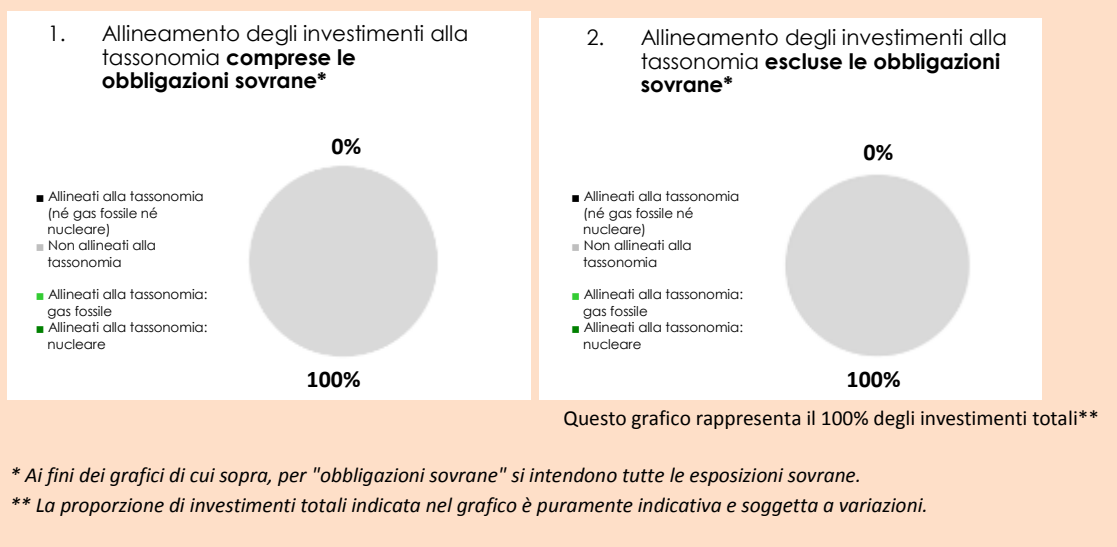 1. Allineamento degli investimenti alla
tassonomia comprese le
obbligazioni sovrane*
0%
Allineati alla tassonomia
(né gas fossile né
nucleare)
Non allineati alla
tassonomia
Allineati alla tassonomia:
gas fossile
Allineati alla tassonomia:
nucleare
100%
2. Allineamento degli investimenti alla
tassonomia escluse le obbligazioni
sovrane*
0%
Allineati alla tassonomia
(né gas fossile né
nucleare)
Non allineati alla
tassonomia
Allineati alla tassonomia:
gas fossile
Allineati alla tassonomia:
nucleare
100%
Questo grafico rappresenta il 100% degli investimenti totali**
* Ai fini dei grafici di cui sopra, per "obbligazioni sovrane" si intendono tutte le esposizioni sovrane.
** La proporzione di investimenti totali indicata nel grafico è puramente indicativa e soggetta a variazioni.